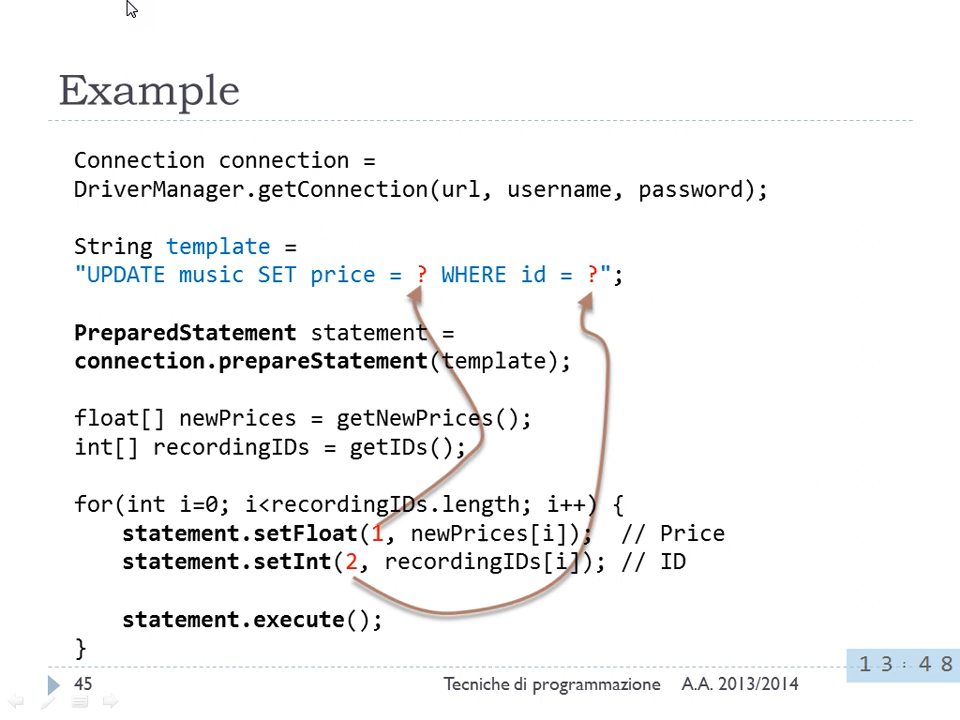 Example
Connection connection =
DriverManager.getConnection(url, username, password);
String template =
"UPDATE music SET price = ? WHERE id = ?";
PreparedStatement statement =
connection.prepareStatement(template);
float[] newPrices = getNewPrices();
int[] recordingIDs = getIDs();
for(int i=0; i<recordingIDs.length; i++) {
statement.setFloat(1, newPrices[i]); // Price
statement.setInt(2, recordingIDs[i]); // ID
statement.execute();
}
45 Tecniche di programmazione A.A. 2013/2014
13:48